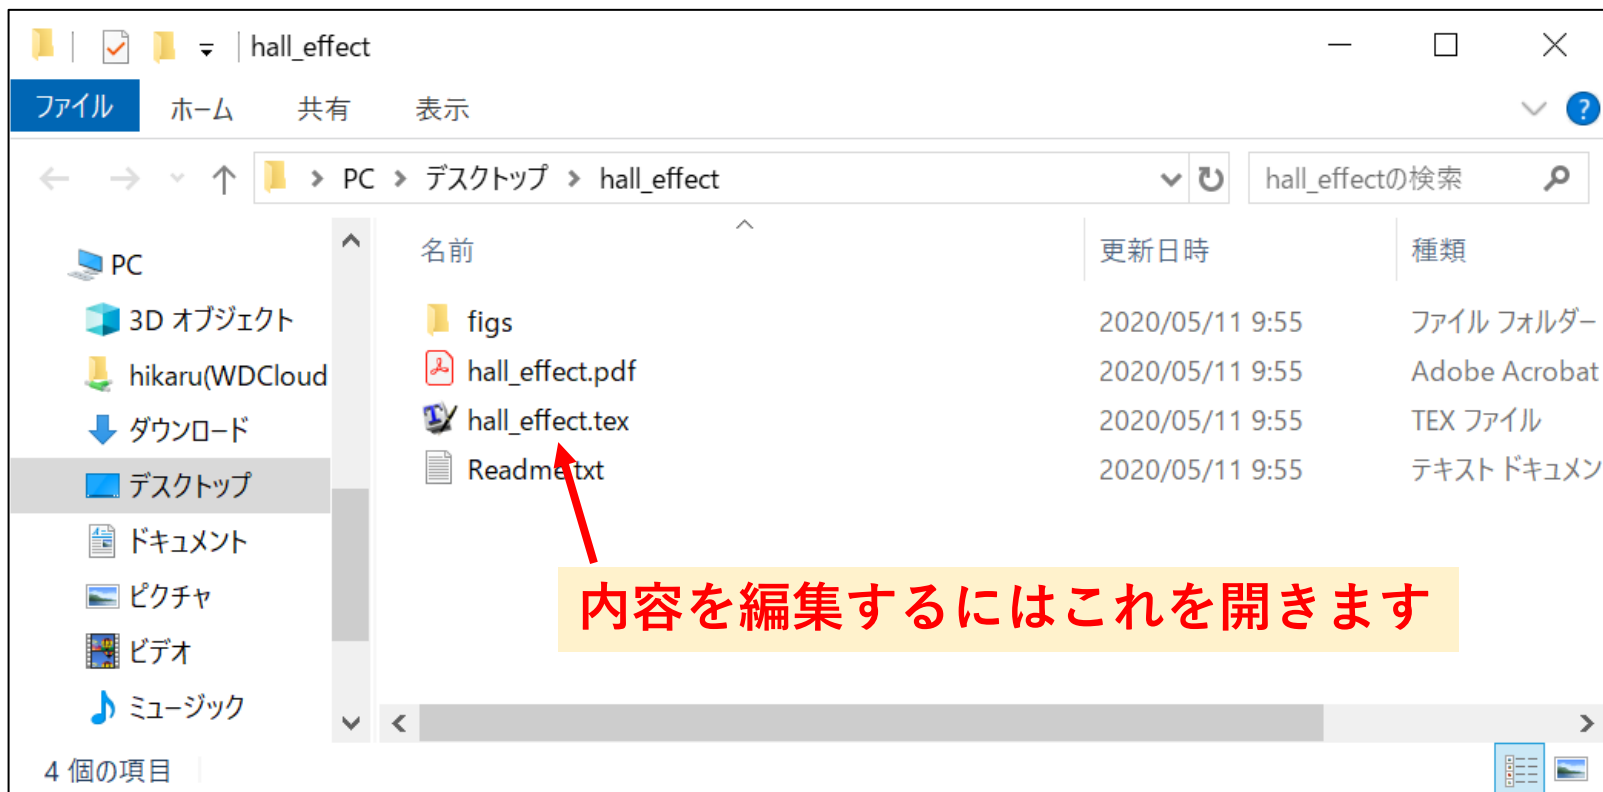 hall_effect
ファイル ホーム 共有 表示
PC デスクトップ hall_effect hall_effectの検索
名前 更新日時 種類
PC
3D オブジェクト
hikaru(WDCloud
ダウンロード
デスクトップ
ドキュメント
ピクチャ
ビデオ
ミュージック
figs 2020/05/11 9:55 ファイル フォルダー
hall_effect.pdf 2020/05/11 9:55 Adobe Acrobat
hall_effect.tex 2020/05/11 9:55 TEX ファイル
Readme.txt 2020/05/11 9:55 テキスト ドキュメン
内容を編集するにはこれを開きます
4 個の項目